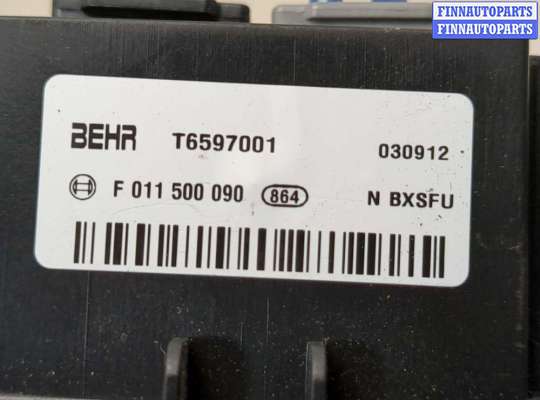 FINNAUTOPARTS
FINNAUTOPARTS
BEHR T6597001 030912
F 011 500 090 864 N BXSFU